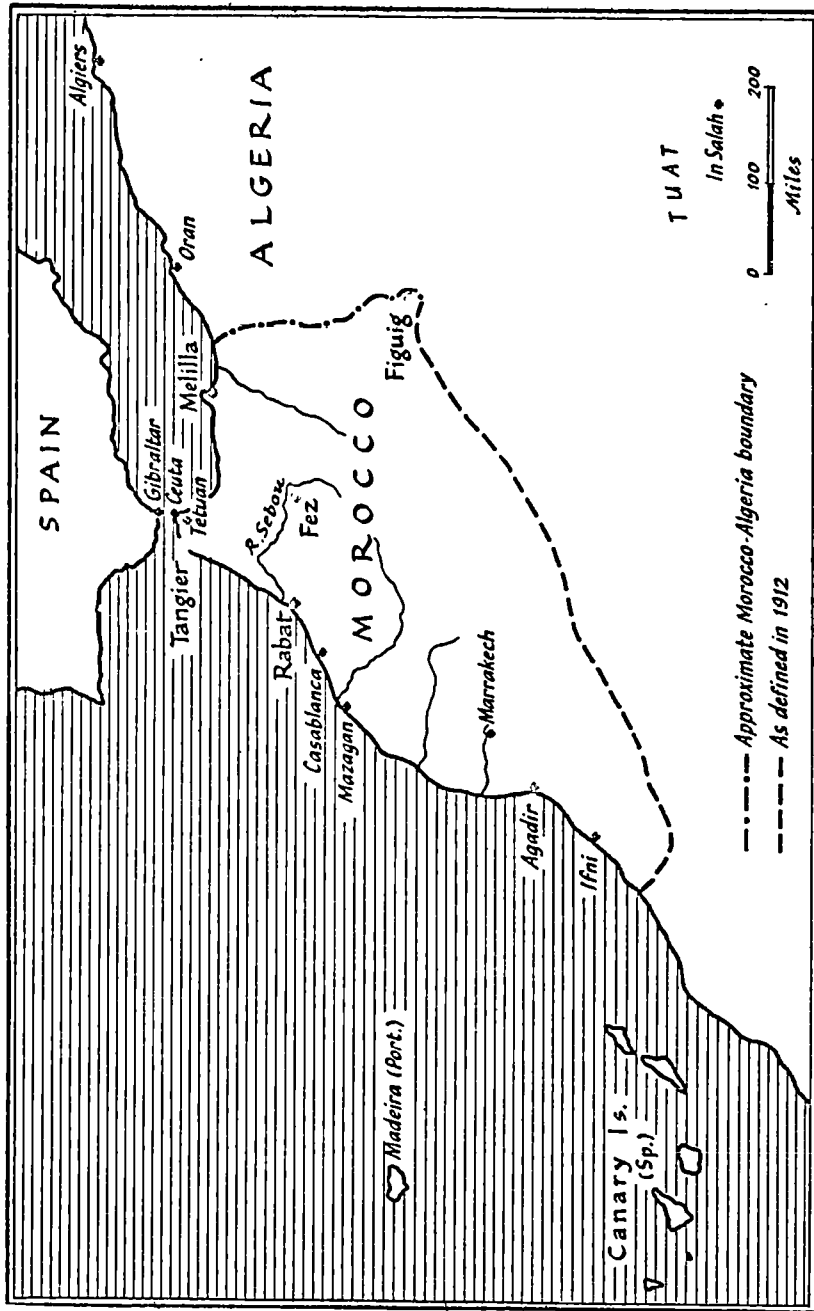 SPAIN
Algiers
Gibraltar
Ceuta
Tetuan
Tangier
Oran
Melilla
ALGERIA
R. Sebou
Fez
Rabat
Casablanca
Mazagan
MOROCCO
Figuig
Marrakech
Agadir
Ifni
Madeira (Port.)
Canary Is.
(Sp.)
TUAT
In Salah
–·–·– Approximate Morocco-Algeria boundary
––––– As defined in 1912
0 100 200
Miles